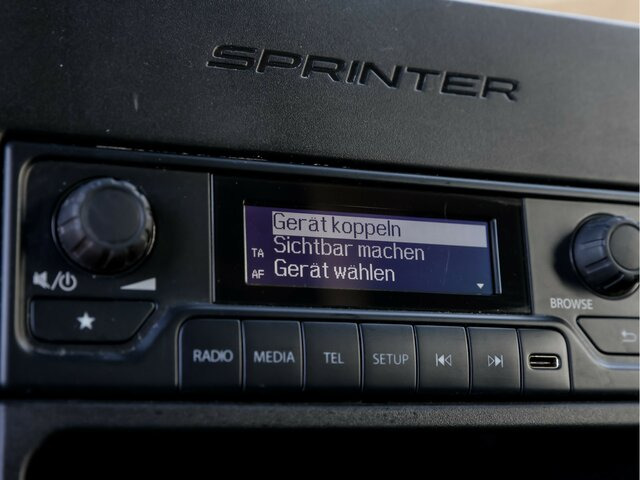 SPRINTER
Gerät koppeln
TA Sichtbar machen
AF Gerät wählen
BROWSE
RADIO MEDIA TEL SETUP